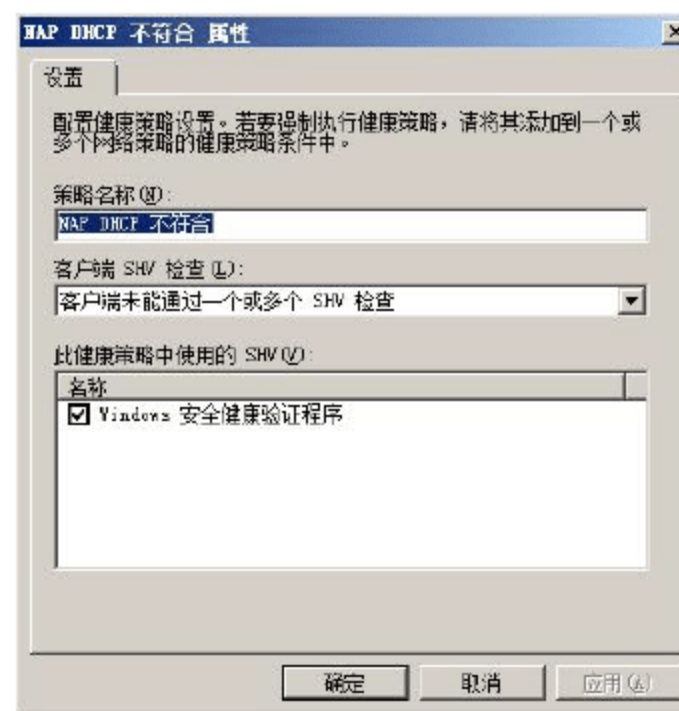 NAP DHCP 不符合 属性
设置
配置健康策略设置。若要强制执行健康策略，请将其添加到一个或
多个网络策略的健康策略条件中。
策略名称(N):
NAP DHCP 不符合
客户端 SHV 检查(L):
客户端未能通过一个或多个 SHV 检查
此健康策略中使用的 SHV(V):
名称
Windows 安全健康验证程序
确定 取消 应用(A)